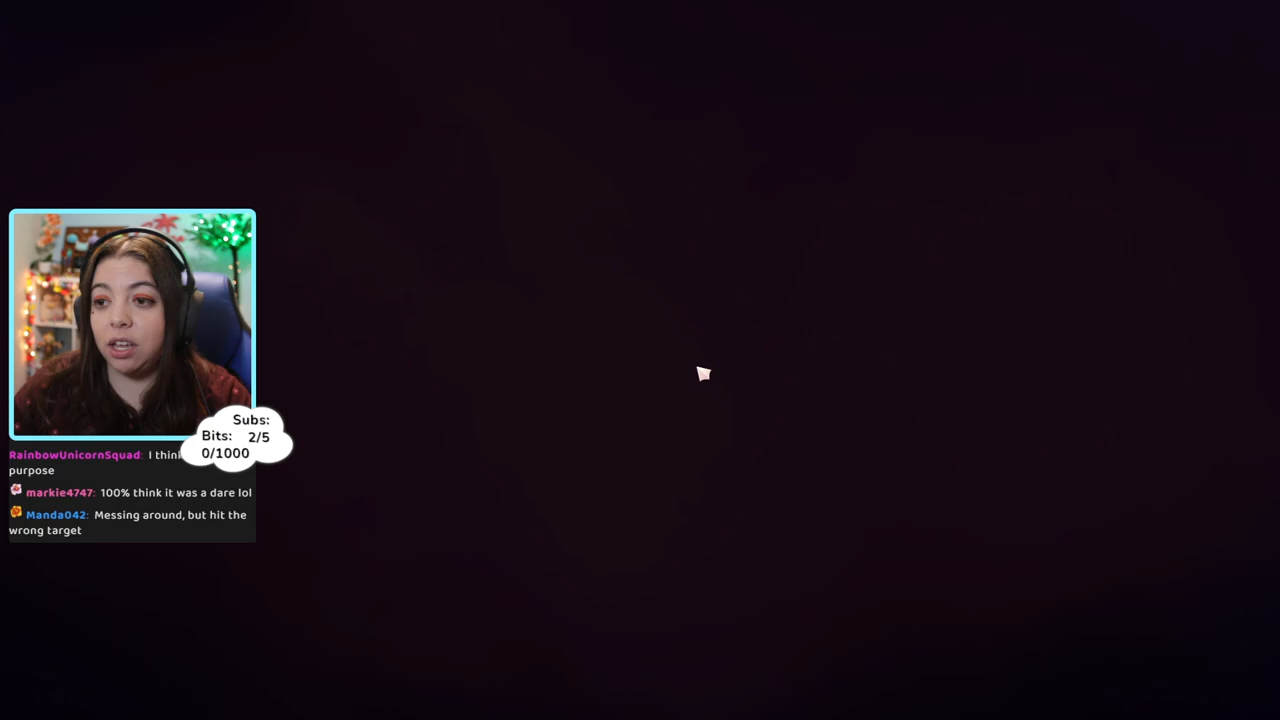 Subs:
Bits: 2/5
0/1000
RainbowUnicornSquad: I think
purpose
markie4747: 100% think it was a dare lol
Manda042: Messing around, but hit the
wrong target